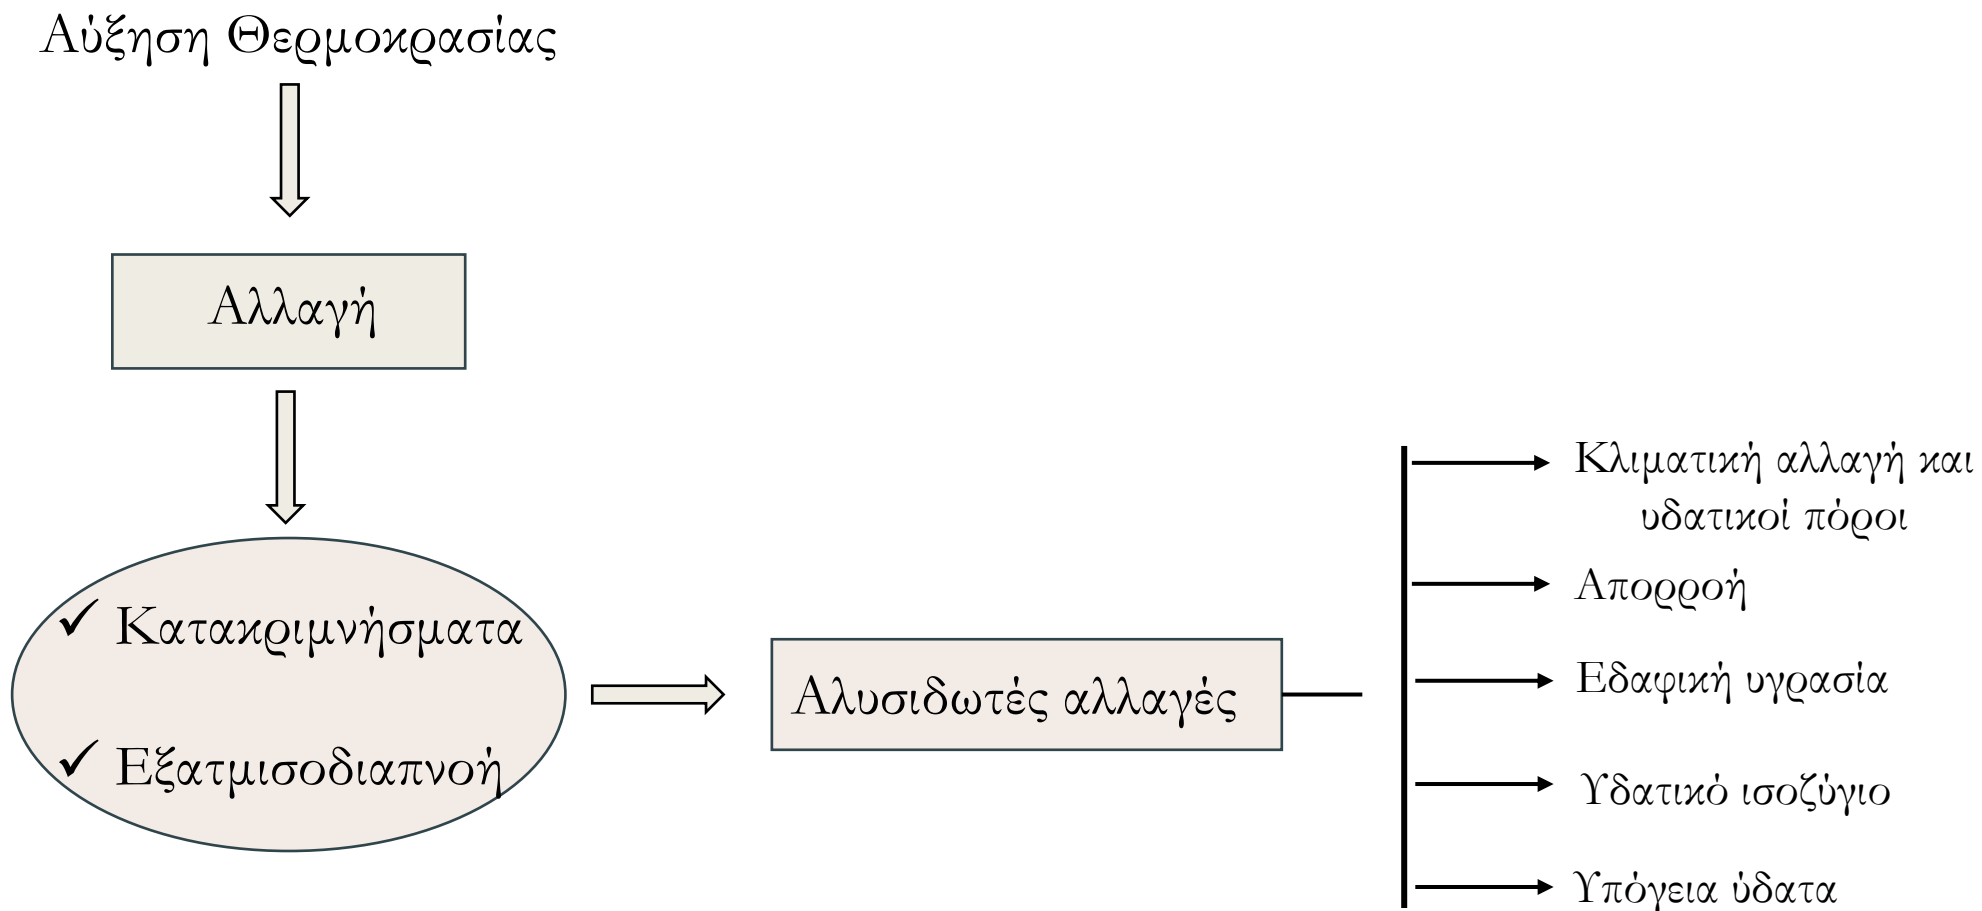 Αύξηση Θερμοκρασίας
Αλλαγή
✓ Κατακριμνήσματα
✓ Εξατμισοδιαπνοή
Αλυσιδωτές αλλαγές
Κλιματική αλλαγή και
υδατικοί πόροι
Απορροή
Εδαφική υγρασία
Υδατικό ισοζύγιο
Υπόγεια ύδατα